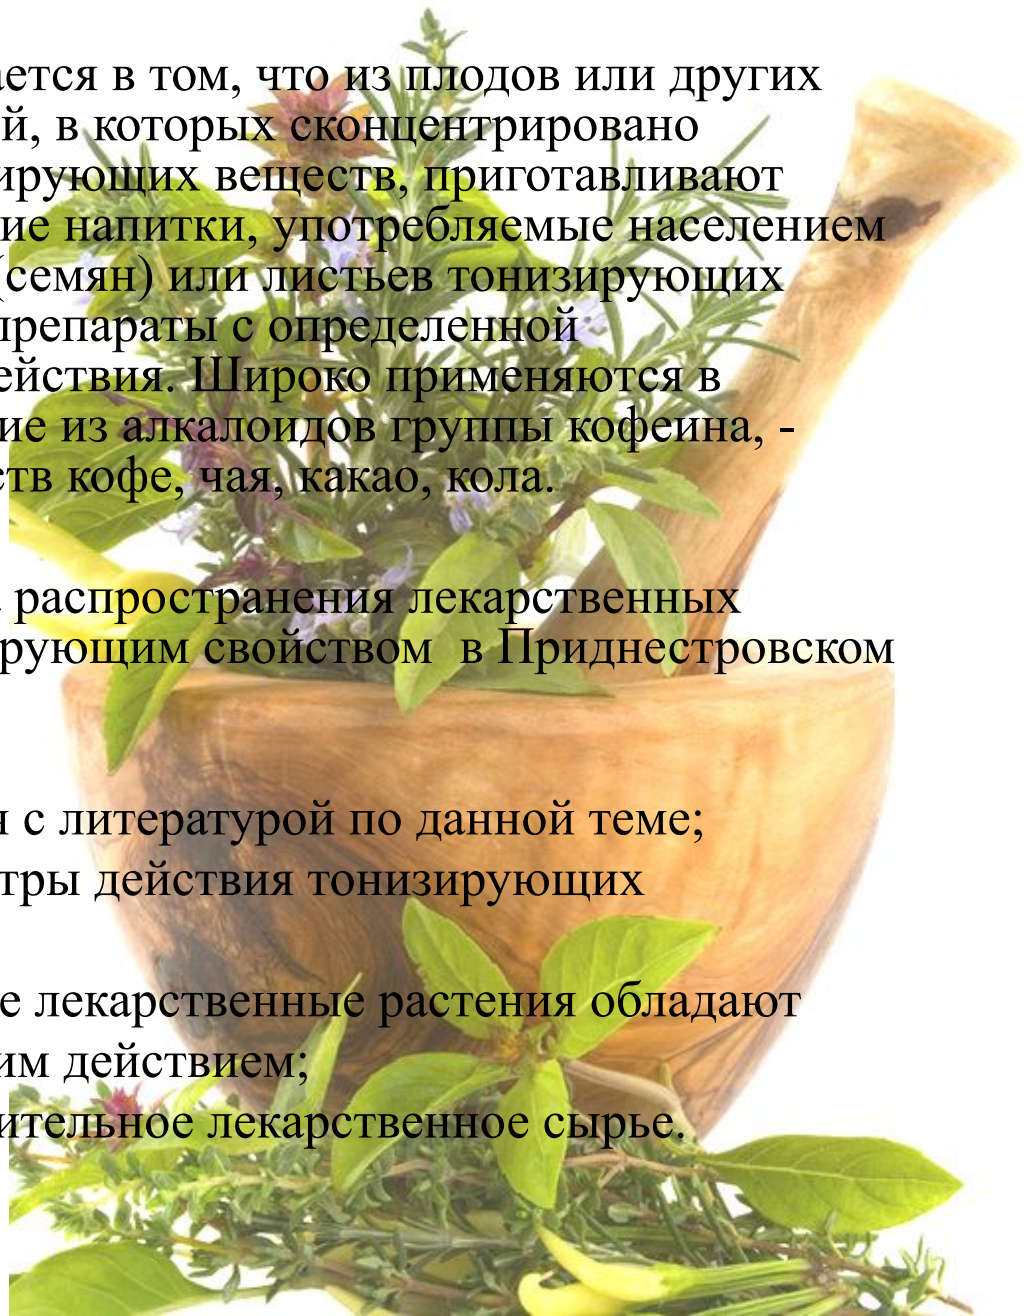 ается в том, что из плодов или других
й, в которых сконцентрировано
ирующих веществ, приготавливают
ие напитки, употребляемые населением
(семян) или листьев тонизирующих
препараты с определенной
ействия. Широко применяются в
ие из алкалоидов группы кофеина, -
ств кофе, чая, какао, кола.
распространения лекарственных
рующим свойством в Приднестровском
я с литературой по данной теме;
тры действия тонизирующих
е лекарственные растения обладают
им действием;
ительное лекарственное сырье.